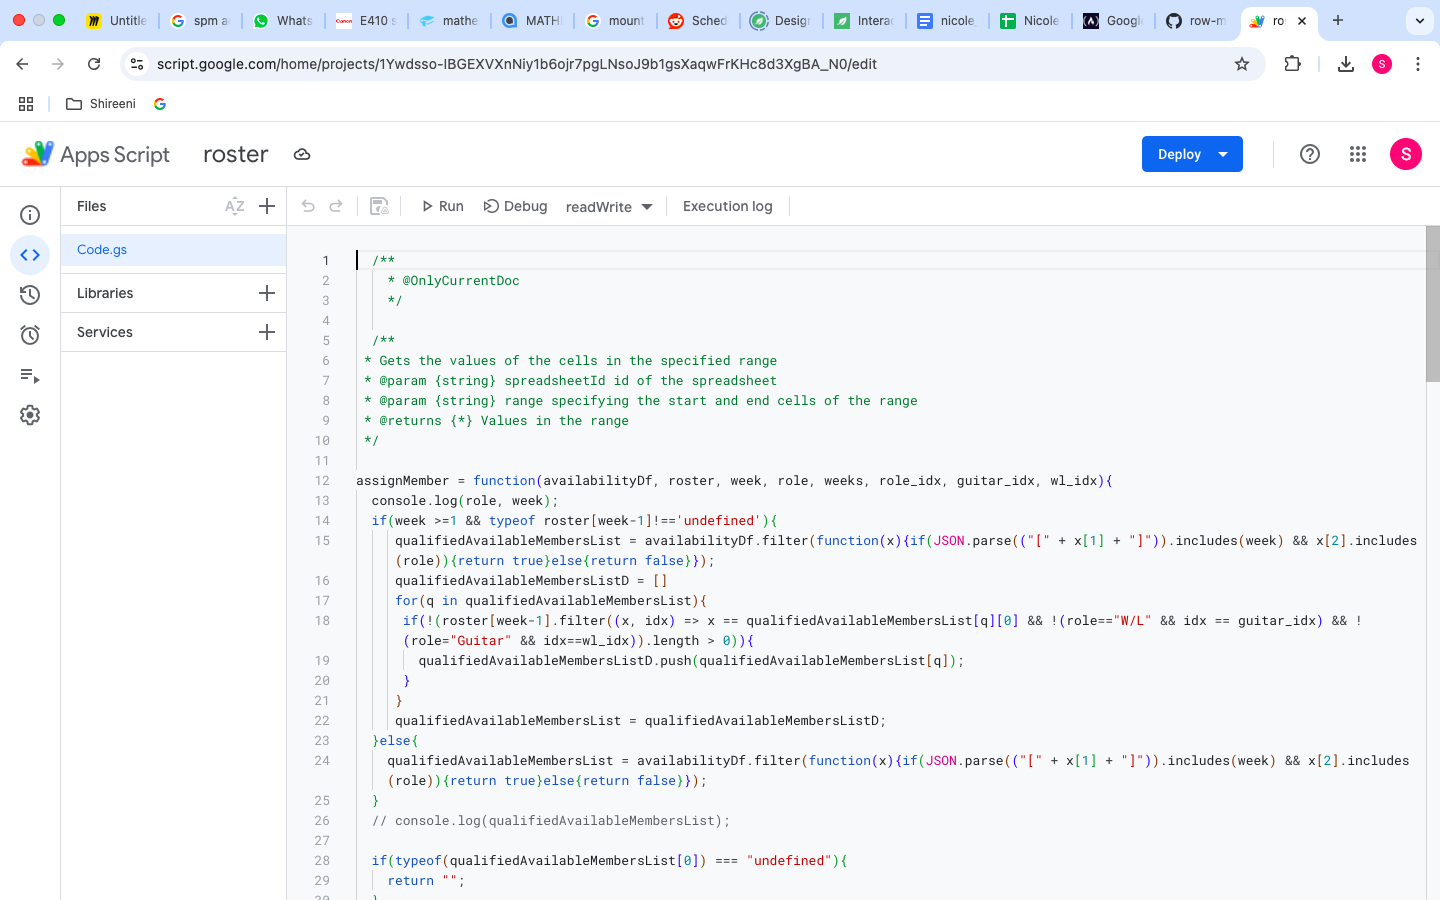 Untitle
spm a
Whats
Canon
E410 s
mathe
MATH
mount
Sched
Design
Interac
nicole_
Nicole
Google
row-m
ro
script.google.com/home/projects/1Ywdsso-IBGEXVXnNiy1b6ojr7pgLNsoJ9b1gsXaqwFrKHc8d3XgBA_N0/edit
S
Shireeni
Apps Script
roster
Deploy
S
Files
AZ
Run
Debug
readWrite
Execution log
Code.gs
Libraries
Services
1 /**
2 * @OnlyCurrentDoc
3 */
4
5 /**
6 * Gets the values of the cells in the specified range
7 * @param {string} spreadsheetId id of the spreadsheet
8 * @param {string} range specifying the start and end cells of the range
9 * @returns {*} Values in the range
10 */
11
12 assignMember = function(availabilityDf, roster, week, role, weeks, role_idx, guitar_idx, wl_idx){
13 console.log(role, week);
14 if(week >=1 && typeof roster[week-1]!=='undefined'){
15 qualifiedAvailableMembersList = availabilityDf.filter(function(x){if(JSON.parse(("[" + x[1] + "]")).includes(week) && x[2].includes
(role)){return true}else{return false}});
16 qualifiedAvailableMembersListD = []
17 for(q in qualifiedAvailableMembersList){
18 if(!(roster[week-1].filter((x, idx) => x == qualifiedAvailableMembersList[q][0] && !(role=="W/L" && idx == guitar_idx) && !
(role="Guitar" && idx==wl_idx)).length > 0)){
19 qualifiedAvailableMembersListD.push(qualifiedAvailableMembersList[q]);
20 }
21 }
22 qualifiedAvailableMembersList = qualifiedAvailableMembersListD;
23 }else{
24 qualifiedAvailableMembersList = availabilityDf.filter(function(x){if(JSON.parse(("[" + x[1] + "]")).includes(week) && x[2].includes
(role)){return true}else{return false}});
25 }
26 // console.log(qualifiedAvailableMembersList);
27
28 if(typeof(qualifiedAvailableMembersList[0]) === "undefined"){
29 return "";
30 }